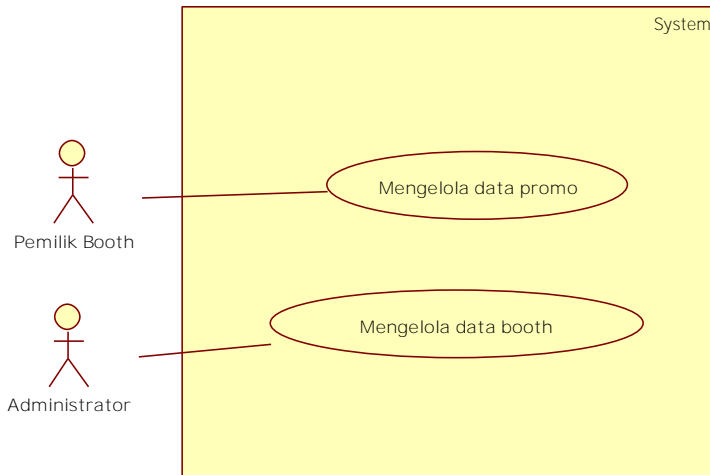 System
Mengelola data promo
Pemilik Booth
Mengelola data booth
Administrator